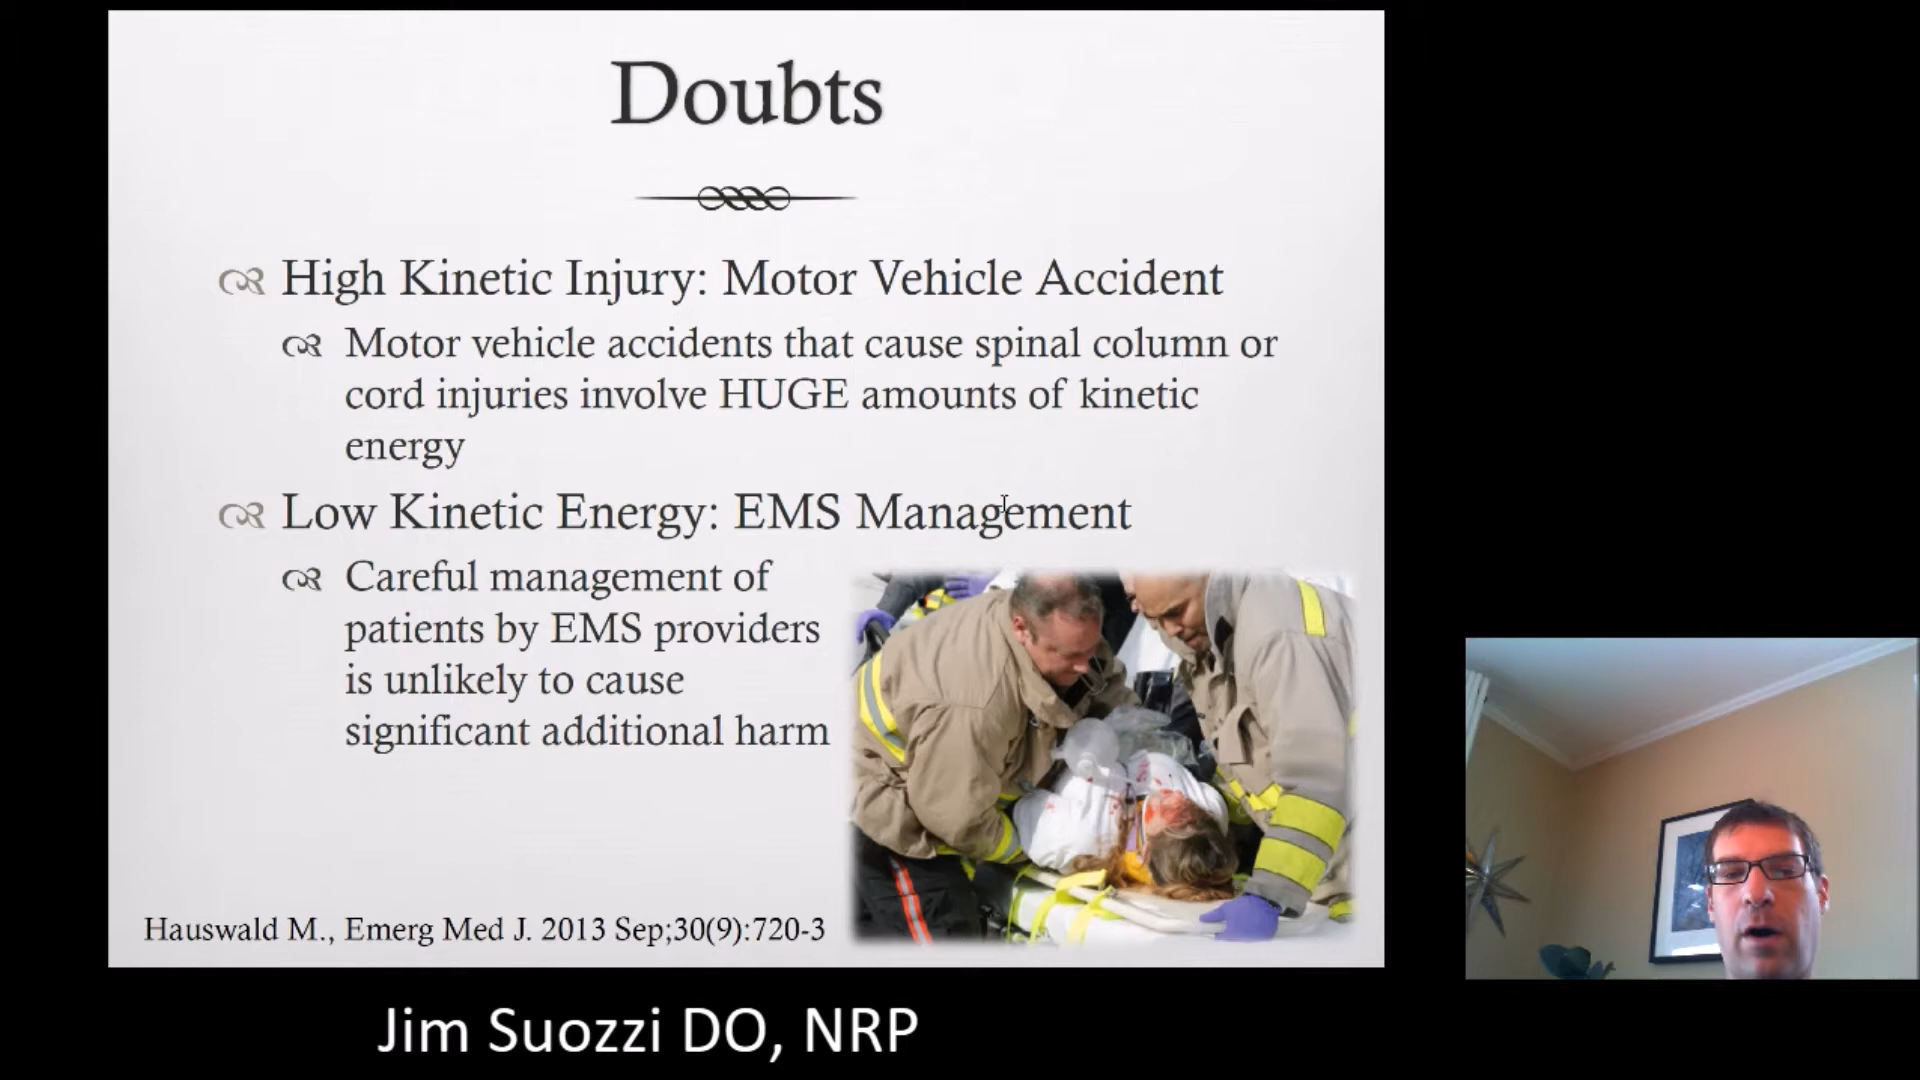 Doubts
High Kinetic Injury: Motor Vehicle Accident
Motor vehicle accidents that cause spinal column or
cord injuries involve HUGE amounts of kinetic
energy
Low Kinetic Energy: EMS Management
Careful management of
patients by EMS providers
is unlikely to cause
significant additional harm
Hauswald M., Emerg Med J. 2013 Sep;30(9):720-3
Jim Suozzi DO, NRP